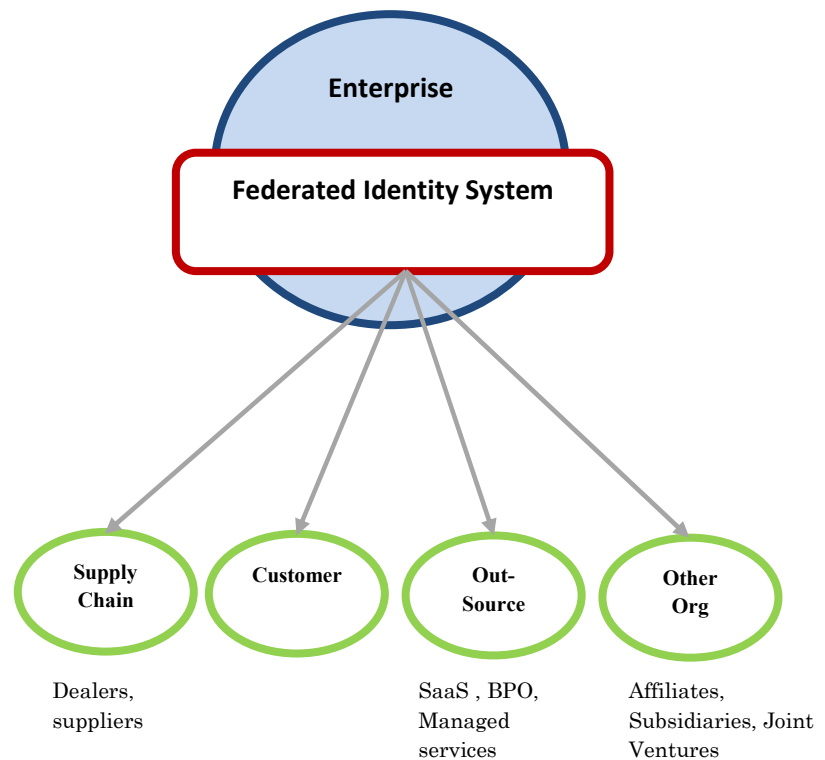 Enterprise
Federated Identity System
Supply
Chain
Customer
Out-
Source
Other
Org
Dealers,
suppliers
SaaS , BPO,
Managed
services
Affiliates,
Subsidiaries, Joint
Ventures